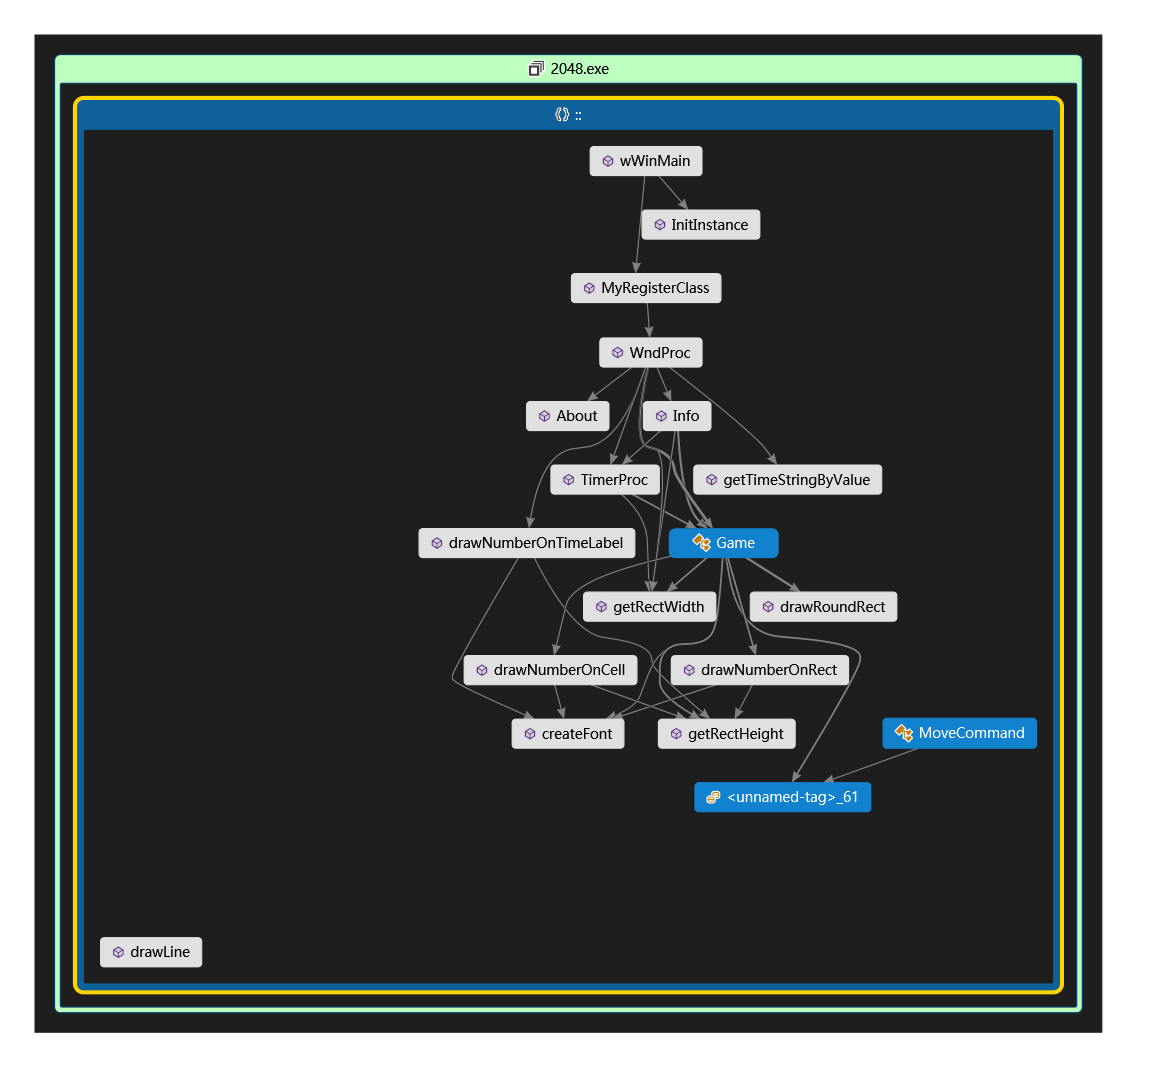 2048.exe
::
wWinMain
InitInstance
MyRegisterClass
WndProc
About
Info
TimerProc
getTimeStringByValue
drawNumberOnTimeLabel
Game
getRectWidth
drawRoundRect
drawNumberOnCell
drawNumberOnRect
createFont
getRectHeight
MoveCommand
<unnamed-tag>_61
drawLine